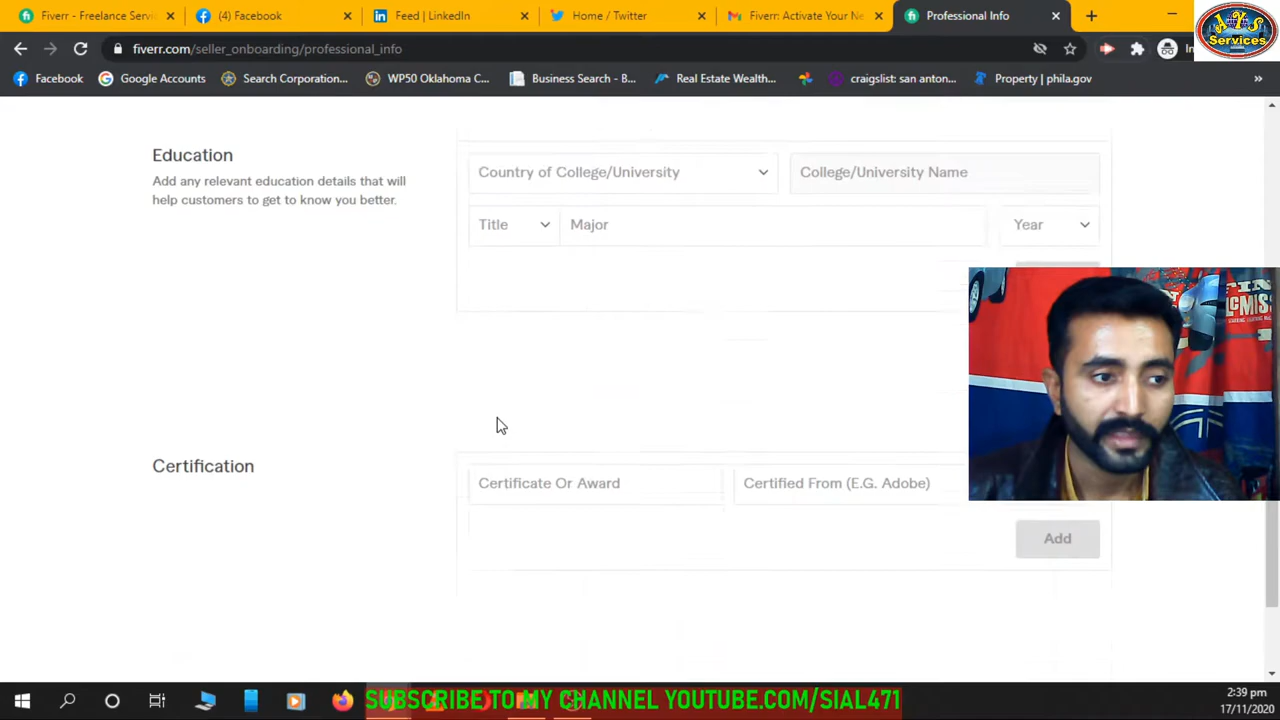 Fiverr - Freelance Servi
(4) Facebook
Feed | LinkedIn
Home / Twitter
Fiverr: Activate Your Ne
Professional Info
fiverr.com/seller_onboarding/professional_info
In
J.Y.S
Services
Facebook
Google Accounts
Search Corporation...
WP50 Oklahoma C...
Business Search - B...
Real Estate Wealth...
craigslist: san anton...
Property | phila.gov
»
Education
Add any relevant education details that will
help customers to get to know you better.
Country of College/University
College/University Name
Title
Major
Year
Certification
Certificate Or Award
Certified From (E.G. Adobe)
Add
SUBSCRIBE TO MY CHANNEL YOUTUBE.COM/SIAL471
2:39 pm
17/11/2020